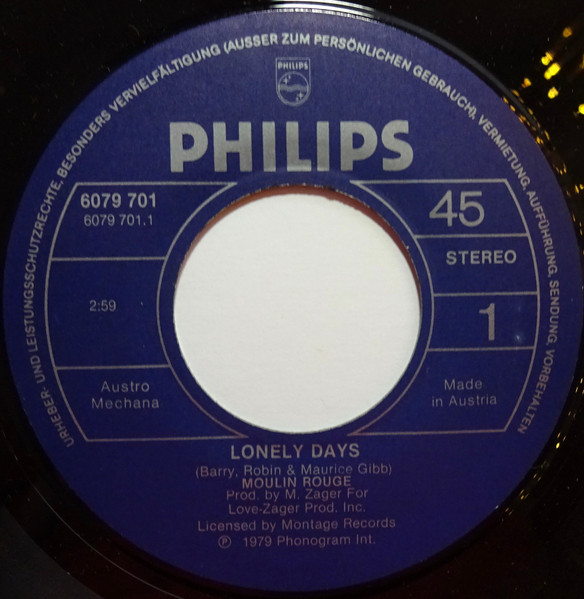 URHEBER- UND LEISTUNGSSCHUTZRECHTE, BESONDERS VERVIELFÄLTIGUNG (AUSSER ZUM PERSÖNLICHEN GEBRAUCH), VERMIETUNG, AUFFÜHRUNG, SENDUNG, VORBEHALTEN
PHILIPS
PHILIPS
6079 701
6079 701.1
45
STEREO
2:59
1
Austro
Mechana
Made
in Austria
LONELY DAYS
(Barry, Robin & Maurice Gibb)
MOULIN ROUGE
Prod. by M. Zager For
Love-Zager Prod. Inc.
Licensed by Montage Records
℗ 1979 Phonogram Int.